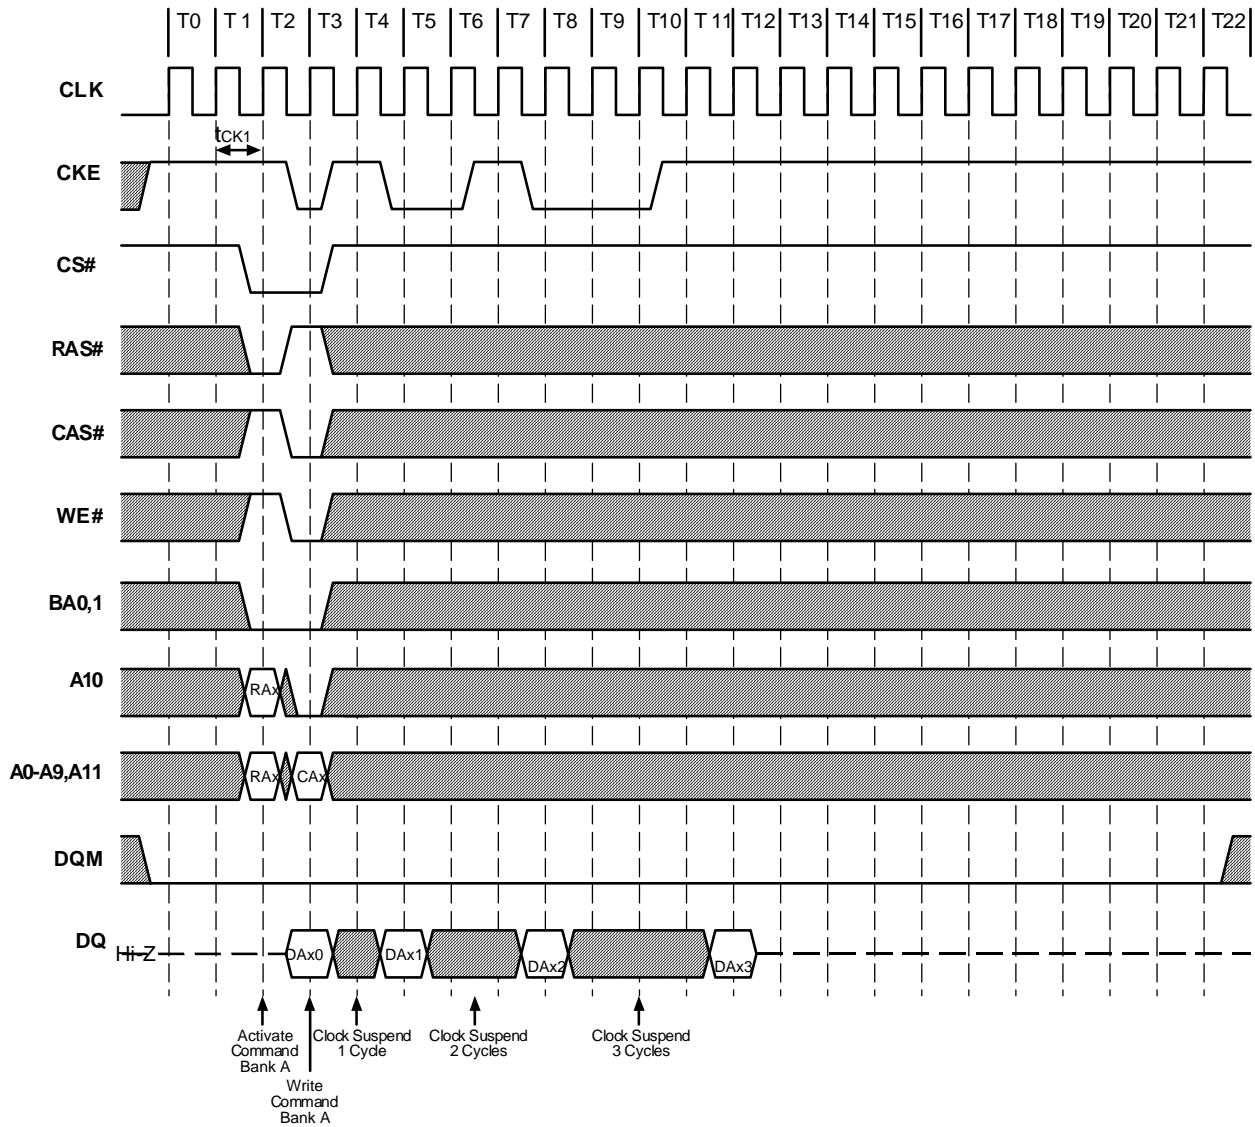 T0 T 1 T2 T3 T4 T5 T6 T7 T8 T9 T10 T 11 T12 T13 T14 T15 T16 T17 T18 T19 T20 T21 T22
CLK
tCK1
CKE
CS#
RAS#
CAS#
WE#
BA0,1
A10
RAx
A0-A9,A11
RAx CAx
DQM
DQ
Hi-Z
DAx0 DAx1 DAx2 DAx3
Activate
Command
Bank A
Write
Command
Bank A
Clock Suspend
1 Cycle
Clock Suspend
2 Cycles
Clock Suspend
3 Cycles